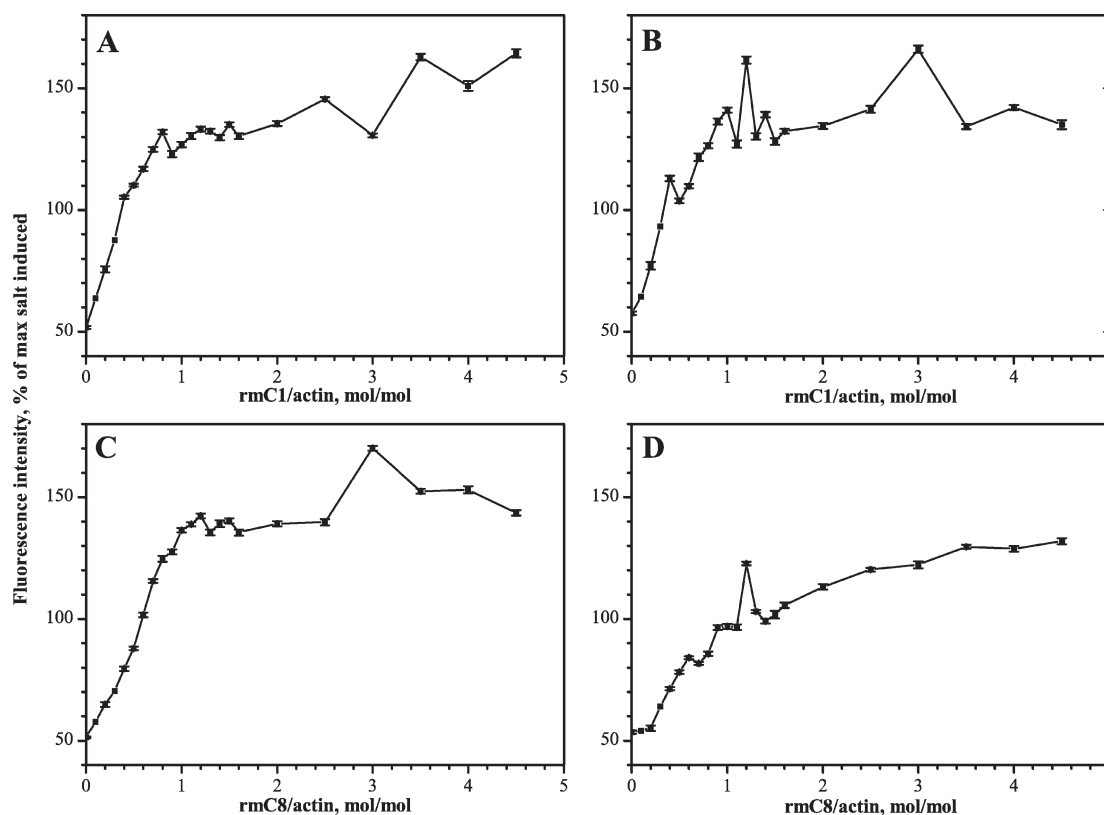 Fluorescence intensity, % of max salt induced
A
150
100
50
0 1 2 3 4 5
rmC1/actin, mol/mol
B
150
100
50
0 1 2 3 4
rmC1/actin, mol/mol
C
150
100
50
0 1 2 3 4 5
rmC8/actin, mol/mol
D
150
100
50
0 1 2 3 4
rmC8/actin, mol/mol